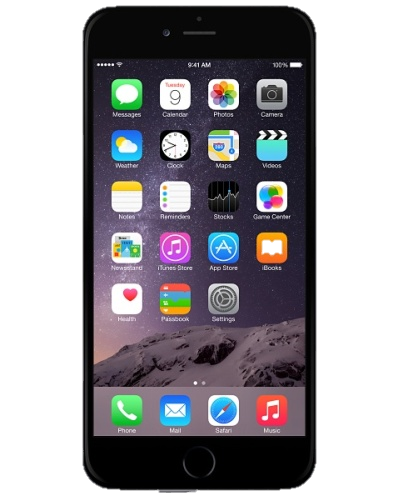 9:41 AM 100%
Tuesday
9
Messages Calendar Photos Camera
280
Weather Clock Maps Videos
Notes Reminders Stocks Game Center
Newsstand iTunes Store App Store iBooks
Health Passbook Settings
Phone Mail Safari Music